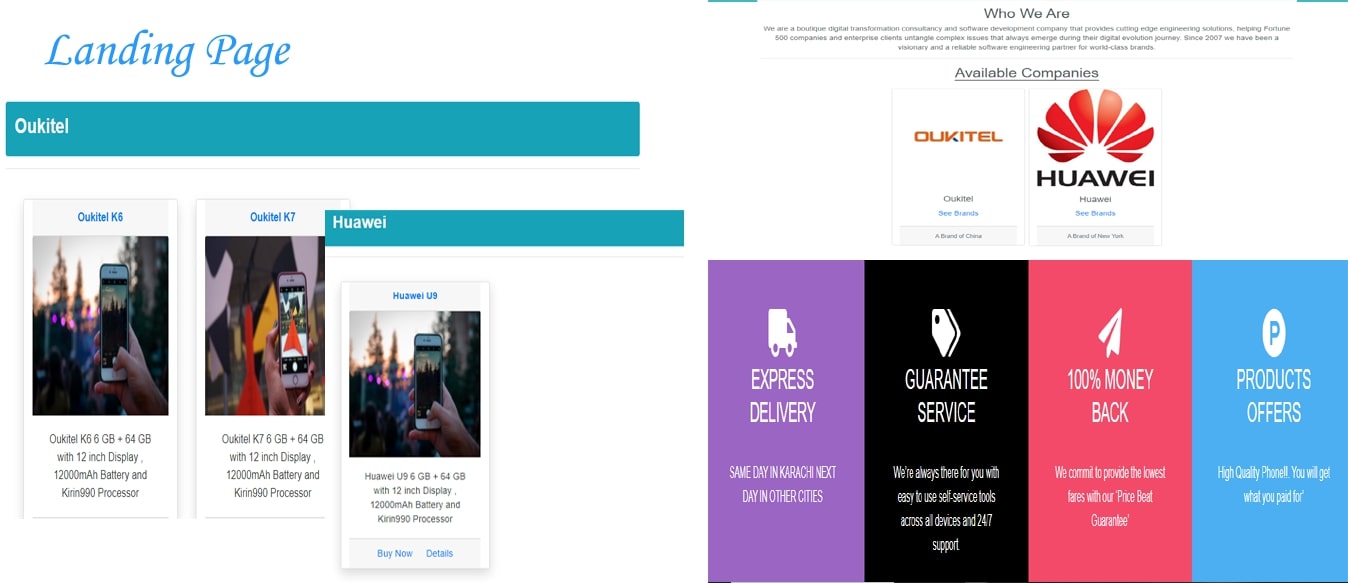 Landing Page
Oukitel
Oukitel K6
Oukitel K6 6 GB + 64 GB
with 12 inch Display ,
12000mAh Battery and
Kirin990 Processor
Oukitel K7
Oukitel K7 6 GB + 64 GB
with 12 inch Display ,
12000mAh Battery and
Kirin990 Processor
Huawei
Huawei U9
Huawei U9 6 GB + 64 GB
with 12 inch Display ,
12000mAh Battery and
Kirin990 Processor
Buy Now Details
Who We Are
We are a boutique digital transformation consultancy and software development company that provides cutting edge engineering solutions, helping Fortune
500 companies and enterprise clients untangle complex issues that always emerge during their digital evolution journey. Since 2007 we have been a
visionary and a reliable software engineering partner for world-class brands.
Available Companies
OUKITEL
Oukitel
See Brands
A Brand of China
HUAWEI
Huawei
See Brands
A Brand of New York
EXPRESS
DELIVERY
SAME DAY IN KARACHI NEXT
DAY IN OTHER CITIES
GUARANTEE
SERVICE
We're always there for you with
easy to use self-service tools
across all devices and 24/7
support.
100% MONEY
BACK
We commit to provide the lowest
fares with our 'Price Beat
Guarantee'
P
PRODUCTS
OFFERS
High Quality Phone!!. You will get
what you paid for'